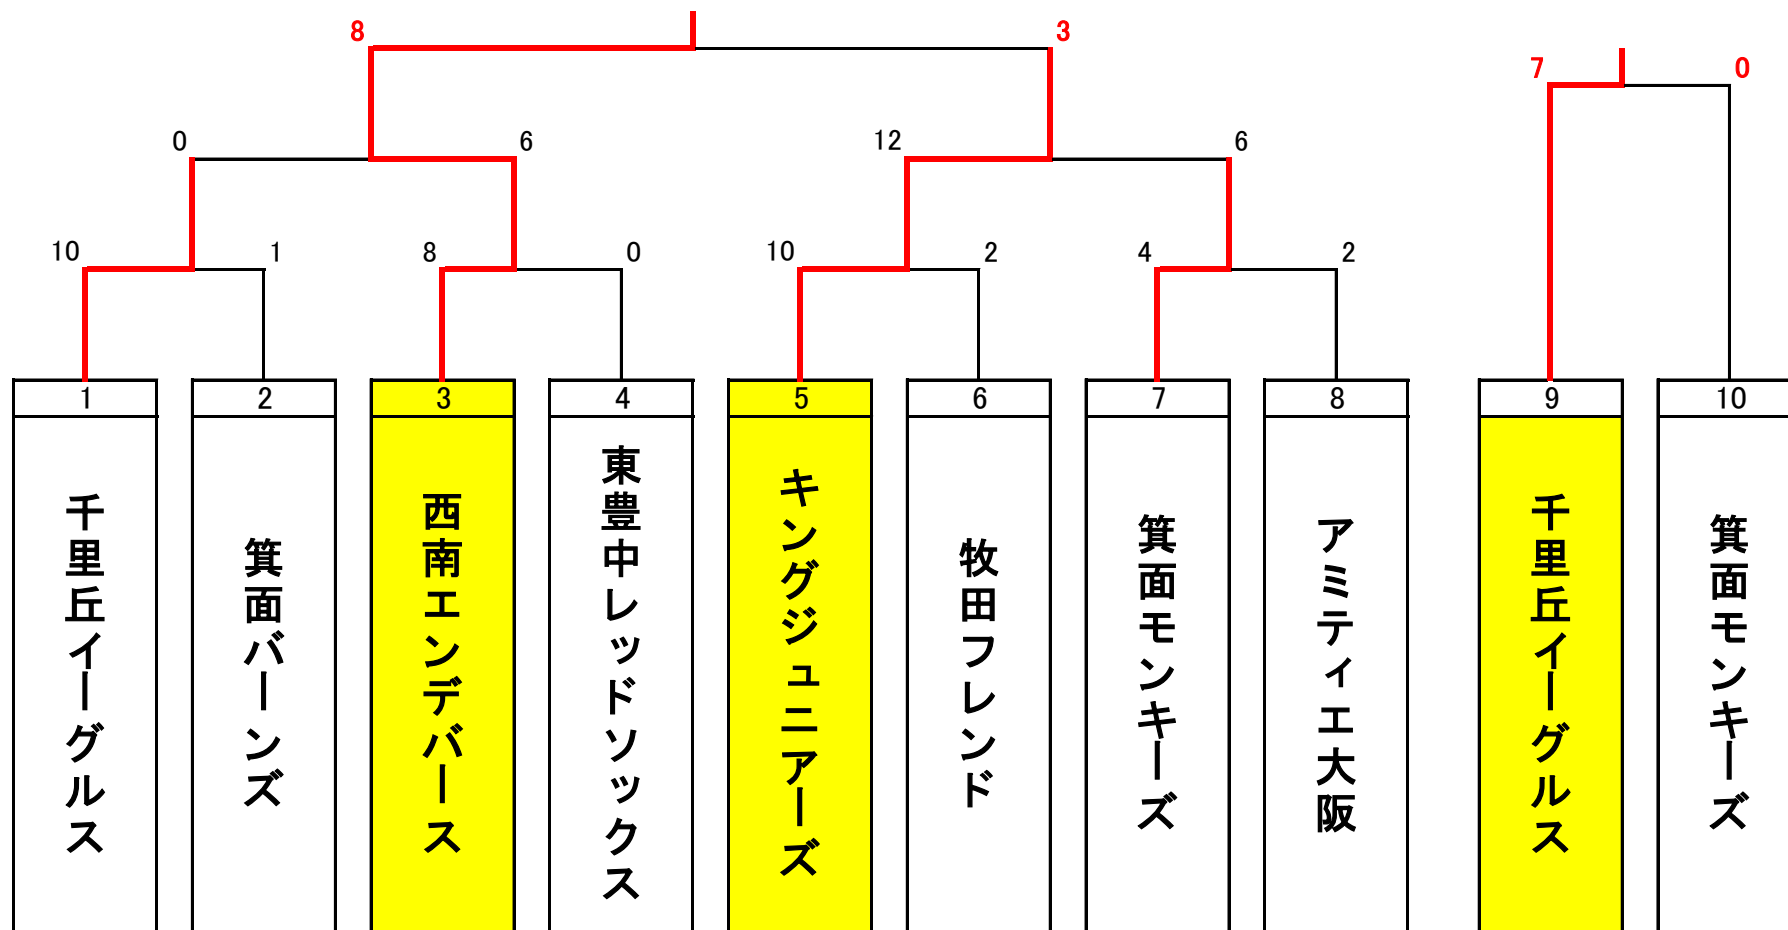 8 3
7 0
0 6 12 6
10 1 8 0 10 2 4 2
1 2 3 4 5 6 7 8 9 10
千里丘イーグルス
箕面バーンズ
西南エンデバース
東豊中レッドソックス
キングジュニアーズ
牧田フレンド
箕面モンキーズ
アミティエ大阪
千里丘イーグルス
箕面モンキーズ